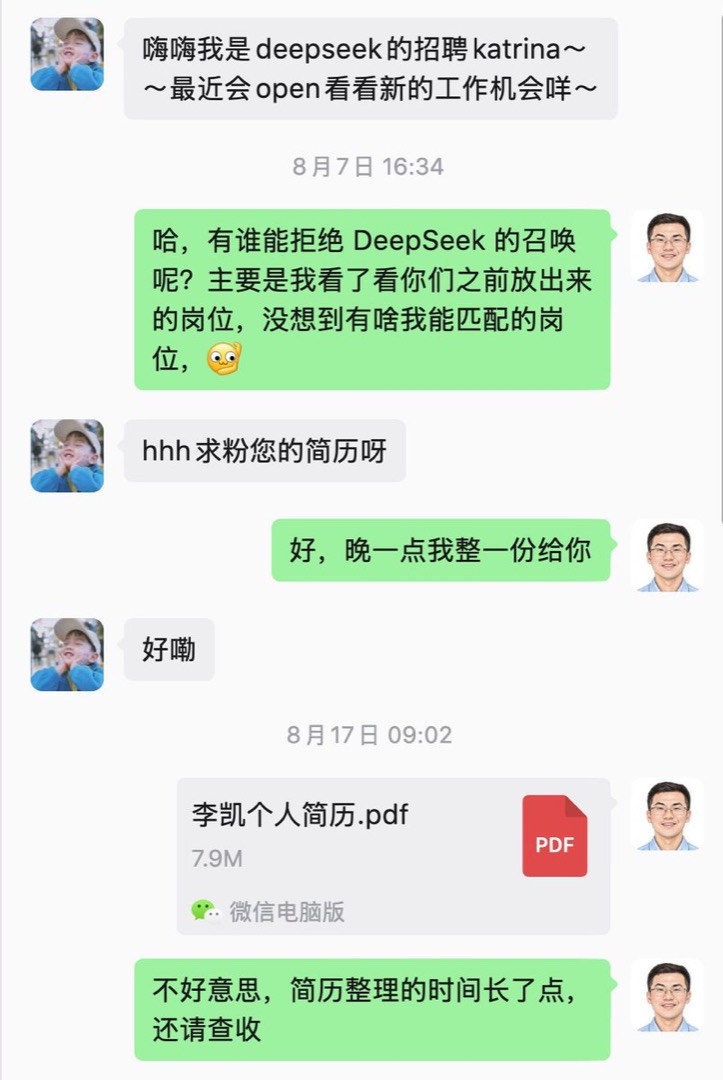 嗨嗨我是deepseek的招聘katrina～
～最近会open看看新的工作机会咩～
8月7日 16:34
哈，有谁能拒绝 DeepSeek 的召唤
呢？主要是我看了看你们之前放出来
的岗位，没想到有啥我能匹配的岗
位，
hhh求粉您的简历呀
好，晚一点我整一份给你
好嘞
8月17日 09:02
李凯个人简历.pdf
7.9M
PDF
微信电脑版
不好意思，简历整理的时间长了点，
还请查收